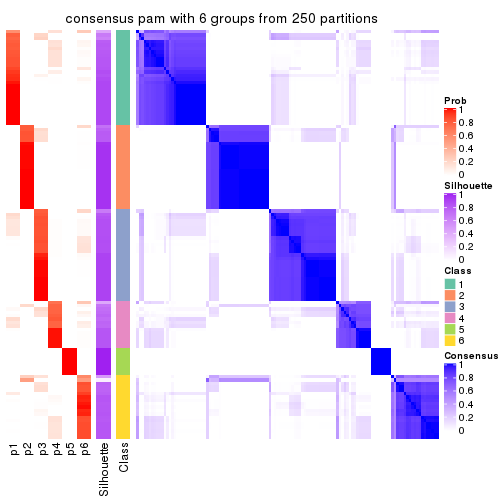 consensus pam with 6 groups from 250 partitions
Prob
1
0.8
0.6
0.4
0.2
0
Silhouette
1
0.8
0.6
0.4
0.2
0
Class
1
2
3
4
5
6
Consensus
1
0.8
0.6
0.4
0.2
0
p1
p2
p3
p4
p5
p6
Silhouette
Class